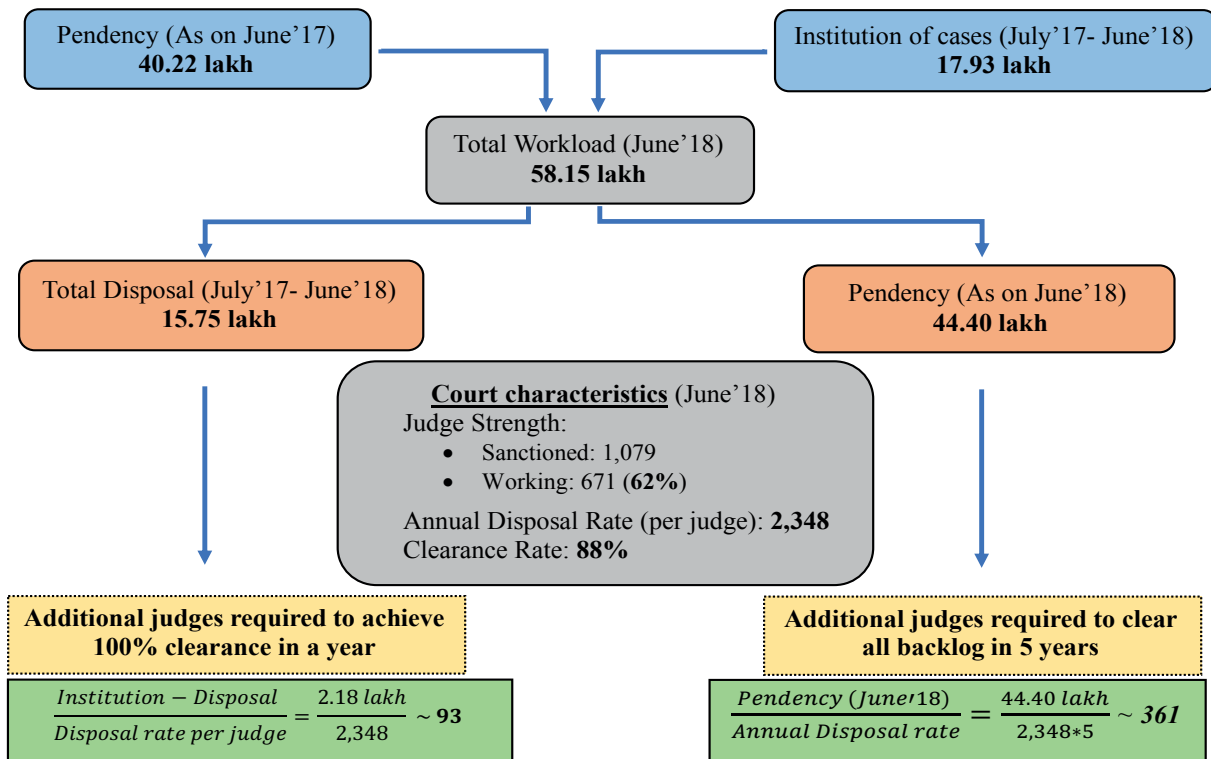 Pendency (As on June’17)
40.22 lakh
Institution of cases (July’17- June’18)
17.93 lakh
Total Workload (June’18)
58.15 lakh
Total Disposal (July’17- June’18)
15.75 lakh
Pendency (As on June’18)
44.40 lakh
Court characteristics (June’18)
Judge Strength:
• Sanctioned: 1,079
• Working: 671 (62%)
Annual Disposal Rate (per judge): 2,348
Clearance Rate: 88%
Additional judges required to achieve
100% clearance in a year
Institution − Disposal
Disposal rate per judge
=
2.18 lakh
2,348
~ 93
Additional judges required to clear
all backlog in 5 years
Pendency (June′18)
Annual Disposal rate
=
44.40 lakh
2,348*5
~ 361